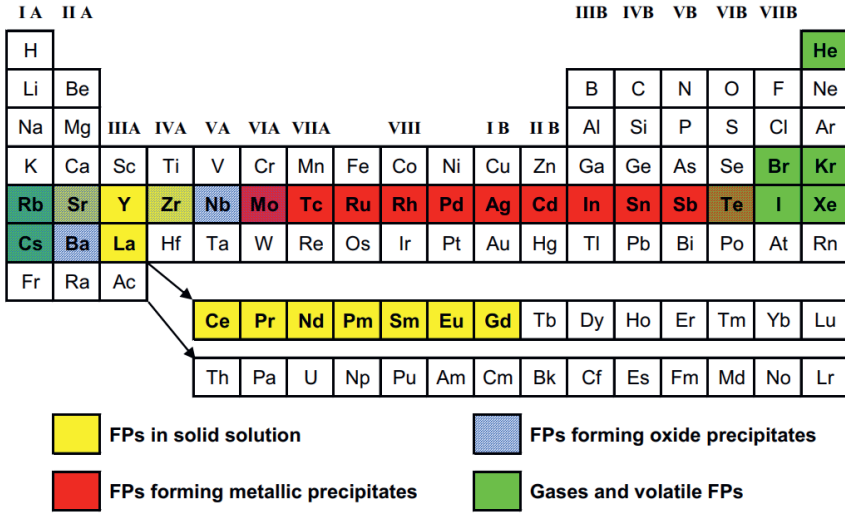 I A II A IIIB IVB VB VIB VIIB
H He
Li Be B C N O F Ne
Na Mg IIIA IVA VA VIA VIIA VIII I B II B Al Si P S Cl Ar
K Ca Sc Ti V Cr Mn Fe Co Ni Cu Zn Ga Ge As Se Br Kr
Rb Sr Y Zr Nb Mo Tc Ru Rh Pd Ag Cd In Sn Sb Te I Xe
Cs Ba La Hf Ta W Re Os Ir Pt Au Hg Tl Pb Bi Po At Rn
Fr Ra Ac
Ce Pr Nd Pm Sm Eu Gd Tb Dy Ho Er Tm Yb Lu
Th Pa U Np Pu Am Cm Bk Cf Es Fm Md No Lr
FPs in solid solution FPs forming oxide precipitates
FPs forming metallic precipitates Gases and volatile FPs